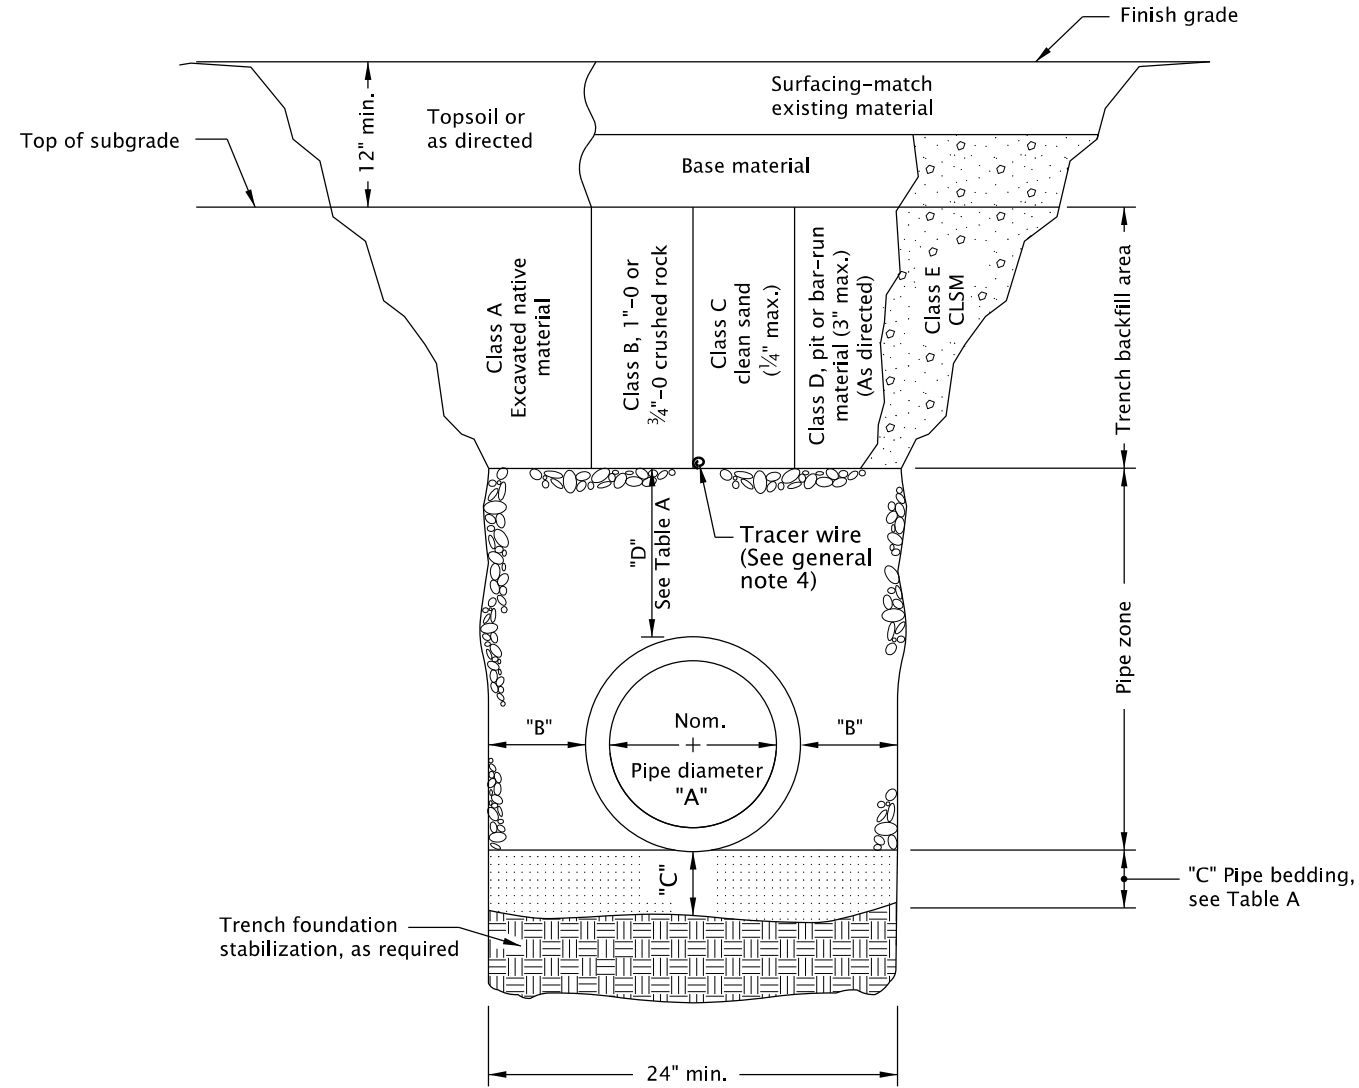 Finish grade
Surfacing-match
existing material
12" min.
Topsoil or
as directed
Top of subgrade
Base material
Class A
Excavated native
material
Class B, 1"-0 or
¾"-0 crushed rock
Class C
clean sand
(¼" max.)
Class D, pit or bar-run
material (3" max.)
(As directed)
Class E
CLSM
Trench backfill area
"D"
See Table A
Tracer wire
(See general
note 4)
Pipe zone
"B"
Nom.
"B"
Pipe diameter
"A"
"C"
"C" Pipe bedding,
see Table A
Trench foundation
stabilization, as required
24" min.